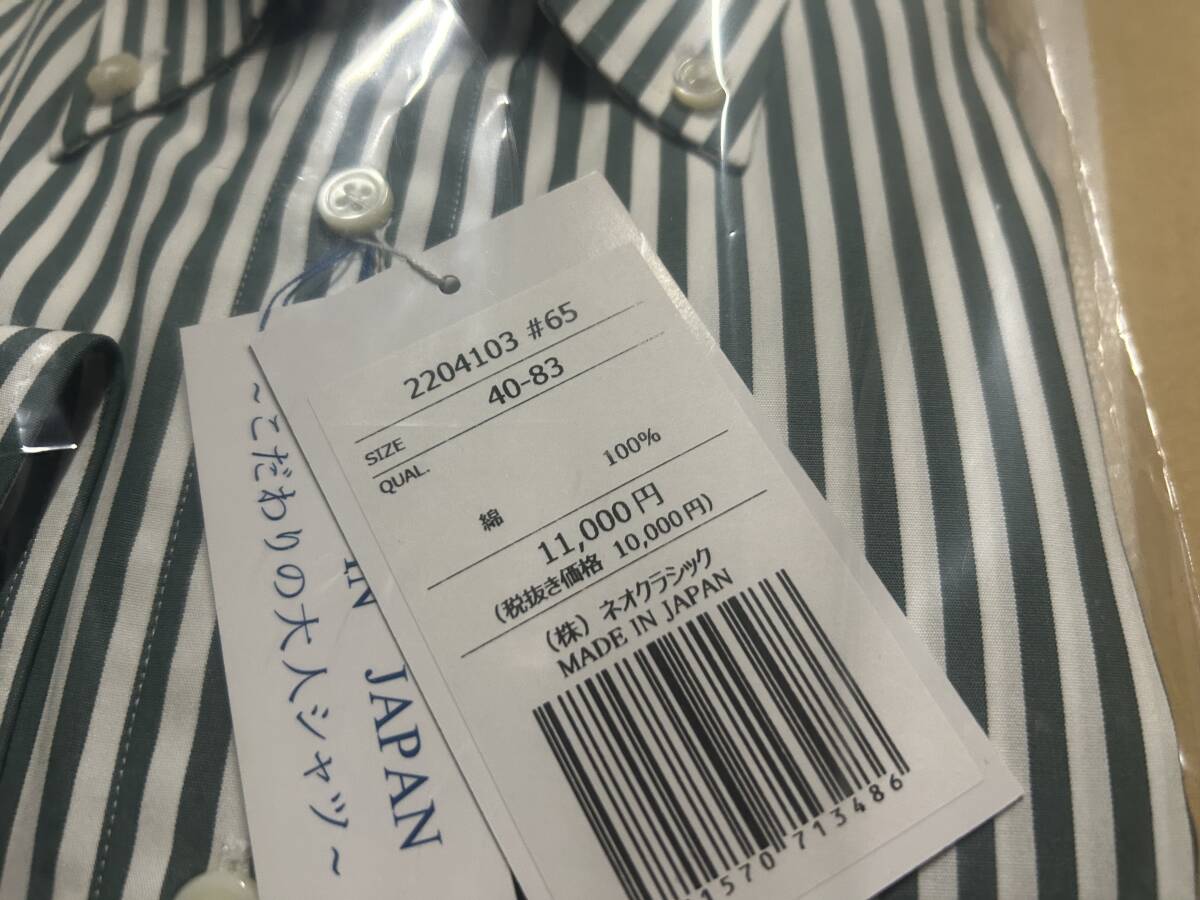 2204103 #65
SIZE 40-83
QUAL.
綿 100%
11,000円
(税抜き価格 10,000円)
(株) ネオクラシック
MADE IN JAPAN
1570713486
IN JAPAN
~こだわりの大人シャツ~